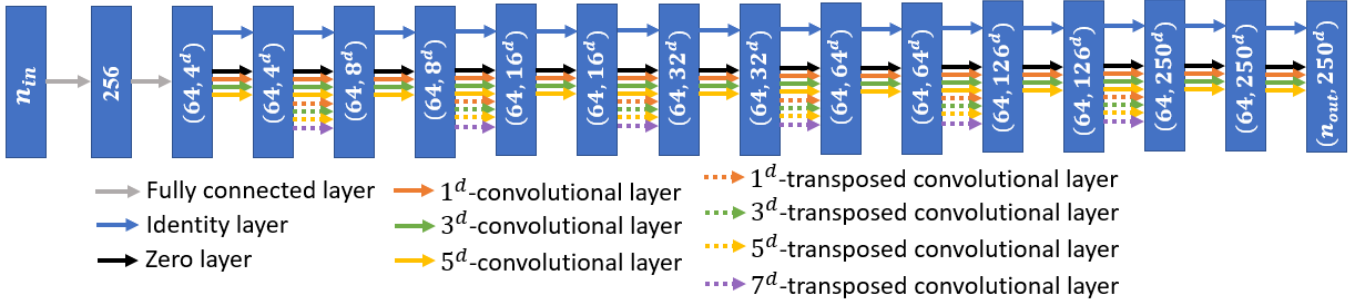 n_in
256
(64, 4^d)
(64, 4^d)
(64, 8^d)
(64, 8^d)
(64, 16^d)
(64, 16^d)
(64, 32^d)
(64, 32^d)
(64, 64^d)
(64, 64^d)
(64, 126^d)
(64, 126^d)
(64, 250^d)
(64, 250^d)
(n_out, 250^d)
Fully connected layer
Identity layer
Zero layer
1^d-convolutional layer
3^d-convolutional layer
5^d-convolutional layer
1^d-transposed convolutional layer
3^d-transposed convolutional layer
5^d-transposed convolutional layer
7^d-transposed convolutional layer